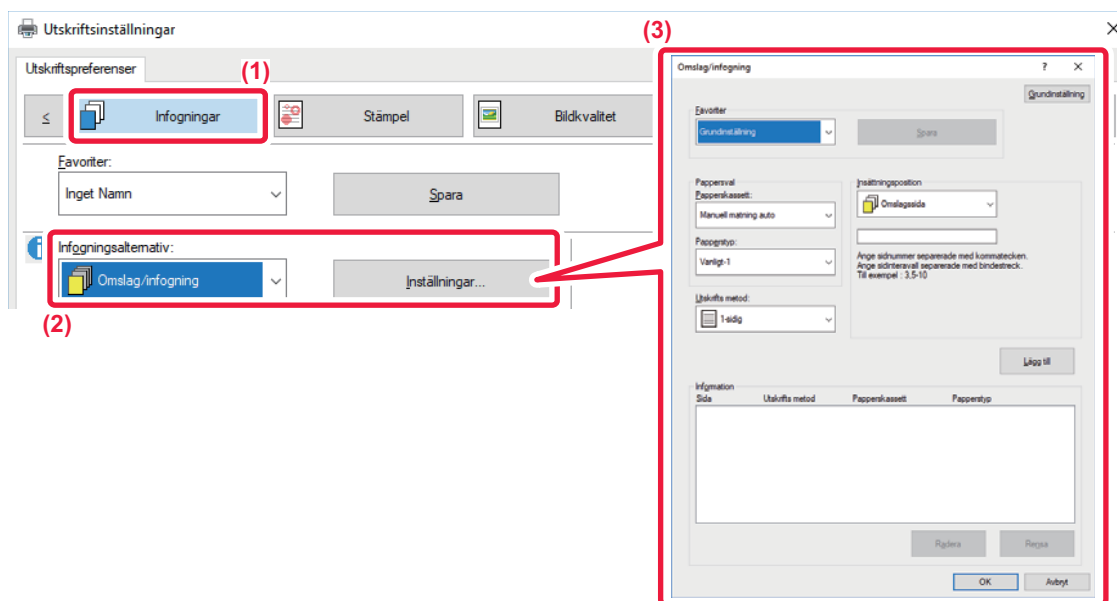 Utskriftsinställningar
(3)
Utskriftspreferenser
(1)
≤
Infogningar
Stämpel
Bildkvalitet
Favoriter:
Inget Namn
Spara
Infogningsalternativ:
Omslag/infogning
Inställningar...
(2)
Omslag/infogning
?
Grundinställning
Favoriter
Grundinställning
Spara
Pappersval
Papperskassett:
Manuell matning auto
Papperstyp:
Vanligt-1
Utskrifts metod:
1-sidig
Insättningsposition
Omslagssida
Ange sidnummer separerade med kommatecken.
Ange sidinteravall separerade med bindestreck.
Till exempel : 3,5-10
Lägg till
Information
Sida Utskrifts metod Papperskassett Papperstyp
Radera
Rensa
OK
Avbryt